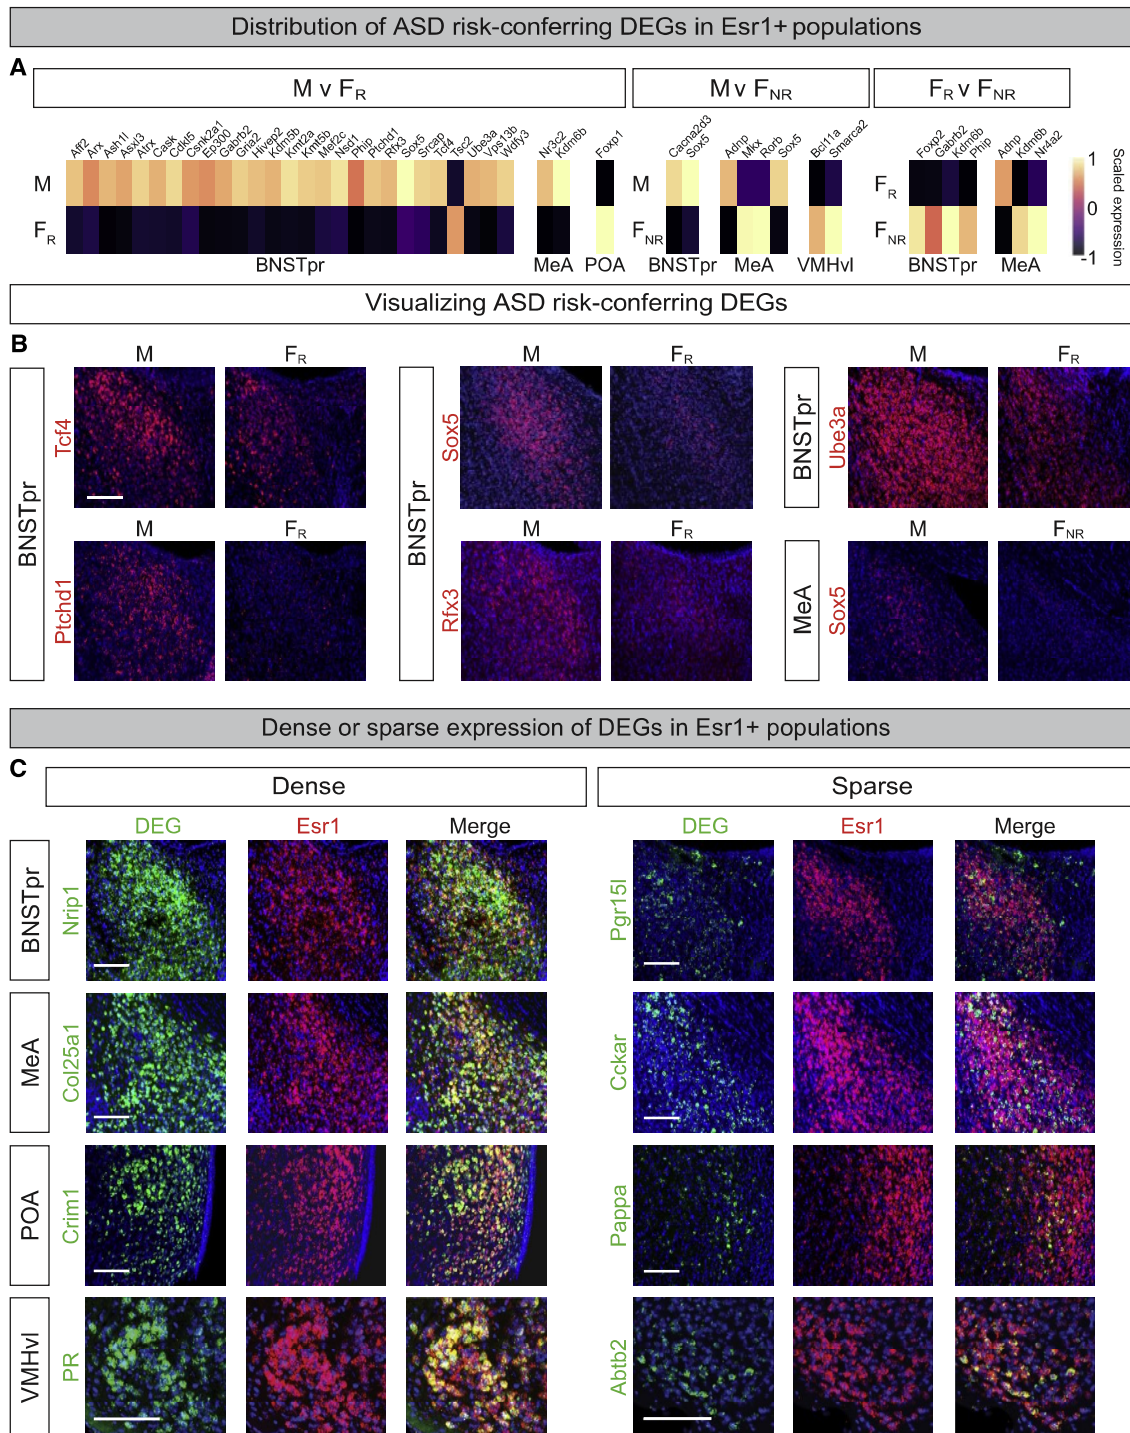 Distribution of ASD risk-conferring DEGs in Esr1+ populations
A
M v FR
M v FNR
FR v FNR
Aff2 Arx Ash1l Asxl3 Atrx Cask Cdkl5 Csnk2a1 Ep300 Gabrb2 Gria2 Hivep2 Kdm5b Kmt2a Kmt5b Mef2c Nsd1 Phip Ptchd1 Rfx3 Sox5 Srcap Tcf4 Tsc2 Ube3a Vps13b Wdfy3
Nr3c2 Kdm6b
Foxp1
Cacna2d3 Sox5
Adnp Mkx Rorb Sox5
Bcl11a Smarca2
Foxp2 Gabrb2 Kdm6b Phip
Adnp Kdm6b Nr4a2
M
FR
M
FNR
FR
FNR
1
0
-1
Scaled expression
BNSTpr
MeA
POA
BNSTpr
MeA
VMHvl
BNSTpr
MeA
Visualizing ASD risk-conferring DEGs
B
M
FR
M
FR
M
FR
BNSTpr
Tcf4
BNSTpr
Sox5
BNSTpr
Ube3a
M
FR
M
FR
M
FNR
Ptchd1
Rfx3
MeA
Sox5
Dense or sparse expression of DEGs in Esr1+ populations
C
Dense
Sparse
DEG
Esr1
Merge
DEG
Esr1
Merge
BNSTpr
Nrip1
Pgr15l
MeA
Col25a1
Cckar
POA
Crim1
Pappa
VMHvl
PR
Abtb2